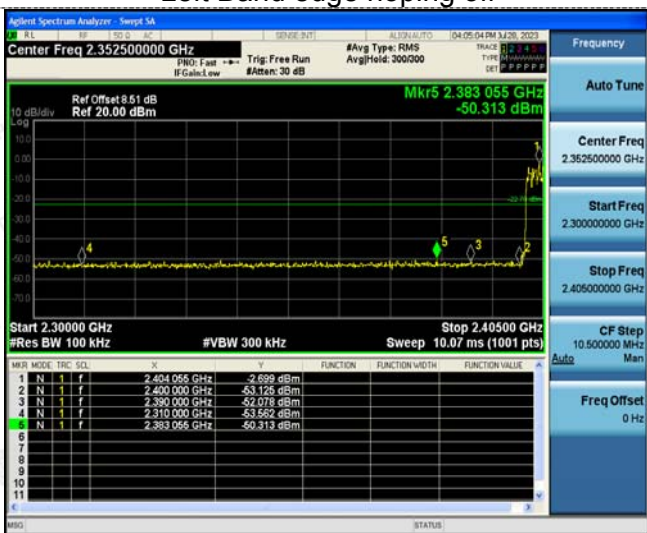 Agilent Spectrum Analyzer - Swept SA
RL RF 50 Ω AC SENSE:INT ALIGN AUTO 04:05:04 PM Jul 28, 2023
Center Freq 2.352500000 GHz
PNO: Fast
IFGain:Low
Trig: Free Run
#Atten: 30 dB
#Avg Type: RMS
Avg|Hold: 300/300
TRACE 1 2 3 4 5 6
TYPE
DET P P P P P P
Ref Offset 8.51 dB
Ref 20.00 dBm
10 dB/div
Log
Mkr5 2.383 055 GHz
-50.313 dBm
10.0
0.00
-10.0
-20.0
-30.0
-40.0
-50.0
-60.0
-70.0
1
2
3
4
5
Start 2.30000 GHz
Stop 2.40500 GHz
#Res BW 100 kHz #VBW 300 kHz Sweep 10.07 ms (1001 pts)
MKR MODE TRC SCL X Y FUNCTION FUNCTION WIDTH FUNCTION VALUE
1 N 1 f 2.404 055 GHz -2.699 dBm
2 N 1 f 2.400 000 GHz -53.125 dBm
3 N 1 f 2.390 000 GHz -52.078 dBm
4 N 1 f 2.310 000 GHz -53.562 dBm
5 N 1 f 2.383 055 GHz -50.313 dBm
6
7
8
9
10
11
MSG STATUS
Frequency
Auto Tune
Center Freq
2.352500000 GHz
Start Freq
2.300000000 GHz
Stop Freq
2.405000000 GHz
CF Step
10.500000 MHz
Auto Man
Freq Offset
0 Hz